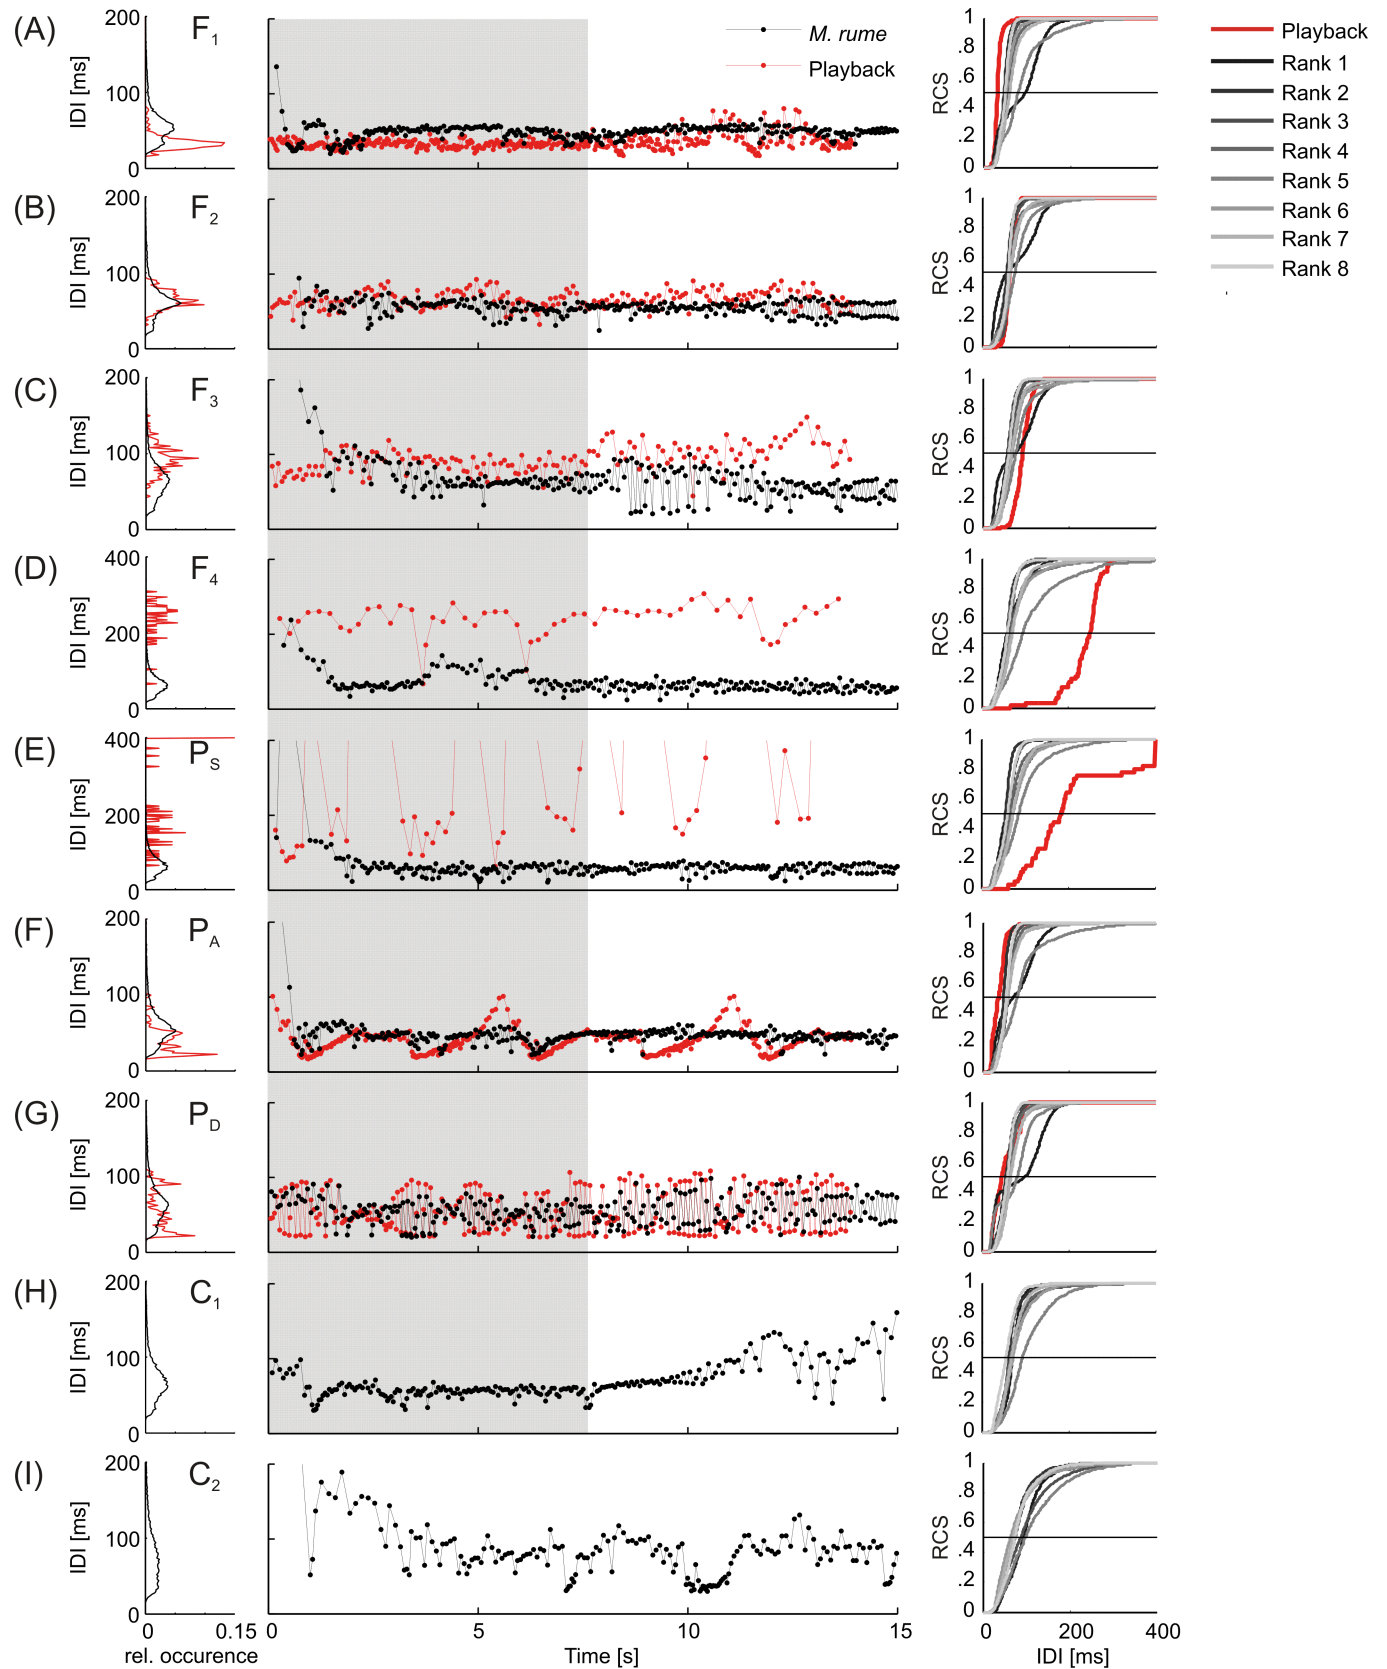 (A) F1
IDI [ms]
200
100
0
M. rume
Playback
RCS
1
.8
.6
.4
.2
0
Playback
Rank 1
Rank 2
Rank 3
Rank 4
Rank 5
Rank 6
Rank 7
Rank 8
(B) F2
IDI [ms]
200
100
0
RCS
1
.8
.6
.4
.2
0
(C) F3
IDI [ms]
200
100
0
RCS
1
.8
.6
.4
.2
0
(D) F4
IDI [ms]
400
200
0
RCS
1
.8
.6
.4
.2
0
(E) PS
IDI [ms]
400
200
0
RCS
1
.8
.6
.4
.2
0
(F) PA
IDI [ms]
200
100
0
RCS
1
.8
.6
.4
.2
0
(G) PD
IDI [ms]
200
100
0
RCS
1
.8
.6
.4
.2
0
(H) C1
IDI [ms]
200
100
0
RCS
1
.8
.6
.4
.2
0
(I) C2
IDI [ms]
200
100
0
RCS
1
.8
.6
.4
.2
0
0 0.15
rel. occurence
0 5 10 15
Time [s]
0 200 400
IDI [ms]